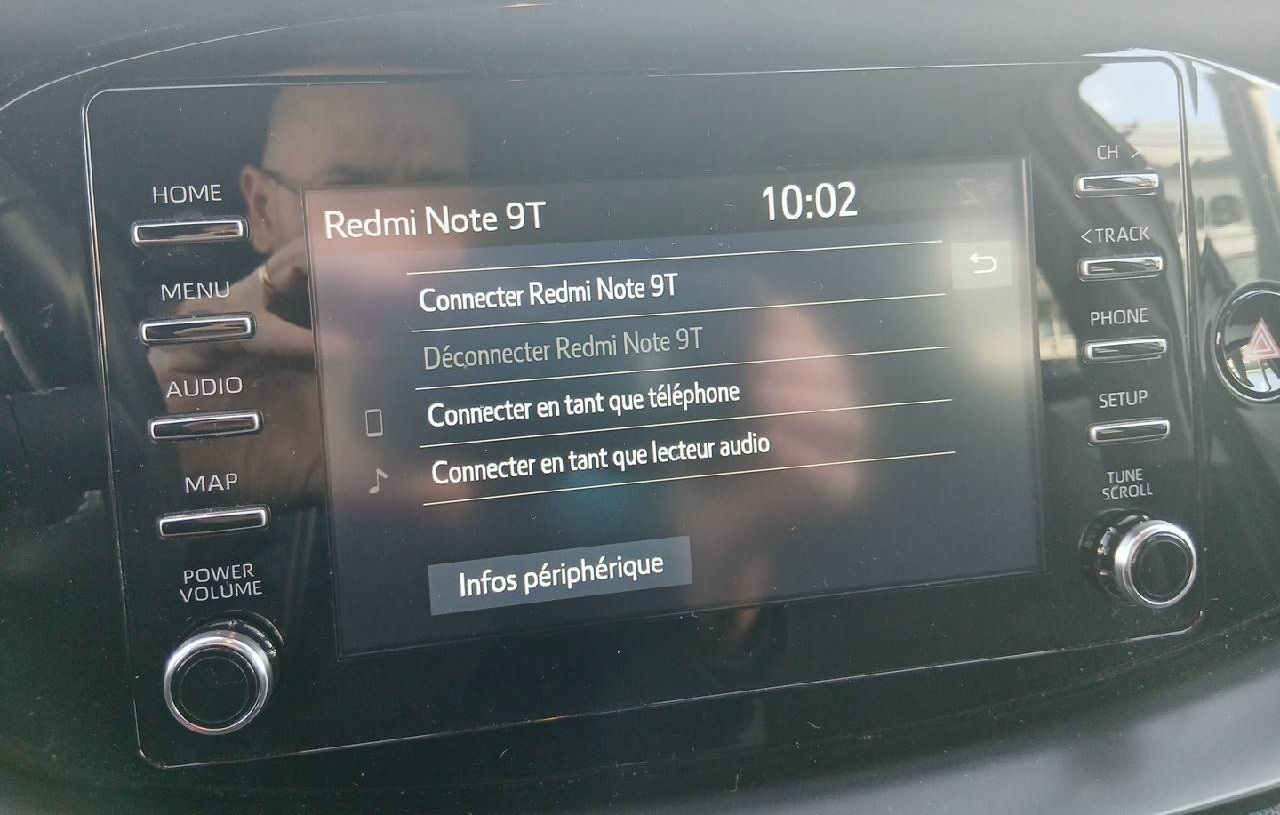 HOME
MENU
AUDIO
MAP
POWER
VOLUME
Redmi Note 9T
10:02
Connecter Redmi Note 9T
Déconnecter Redmi Note 9T
Connecter en tant que téléphone
Connecter en tant que lecteur audio
Infos périphérique
CH >
<TRACK
PHONE
SETUP
TUNE
SCROLL